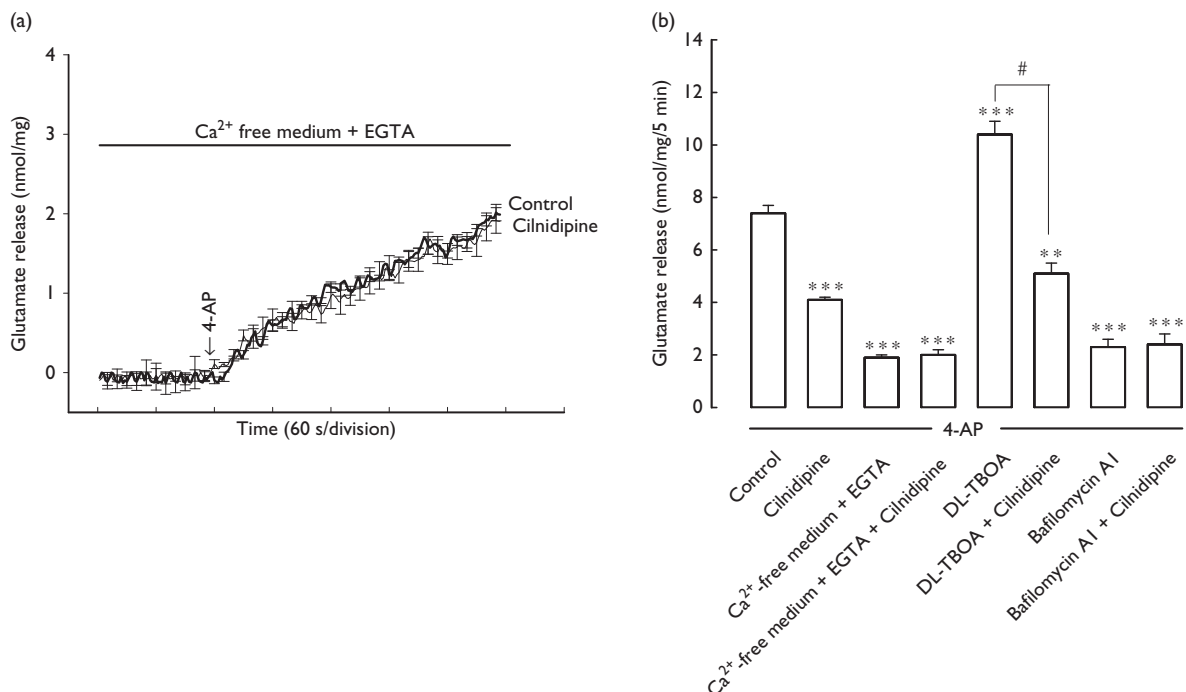 (a)
4
3
2
1
0
Glutamate release (nmol/mg)
Ca²⁺ free medium + EGTA
Control
Cilnidipine
4-AP
Time (60 s/division)
(b)
14
12
10
8
6
4
2
0
Glutamate release (nmol/mg/5 min)
#
***
***
***
***
**
***
***
4-AP
Control
Cilnidipine
Ca²⁺-free medium + EGTA
Ca²⁺-free medium + EGTA + Cilnidipine
DL-TBOA
DL-TBOA + Cilnidipine
Bafilomycin A1
Bafilomycin A1 + Cilnidipine